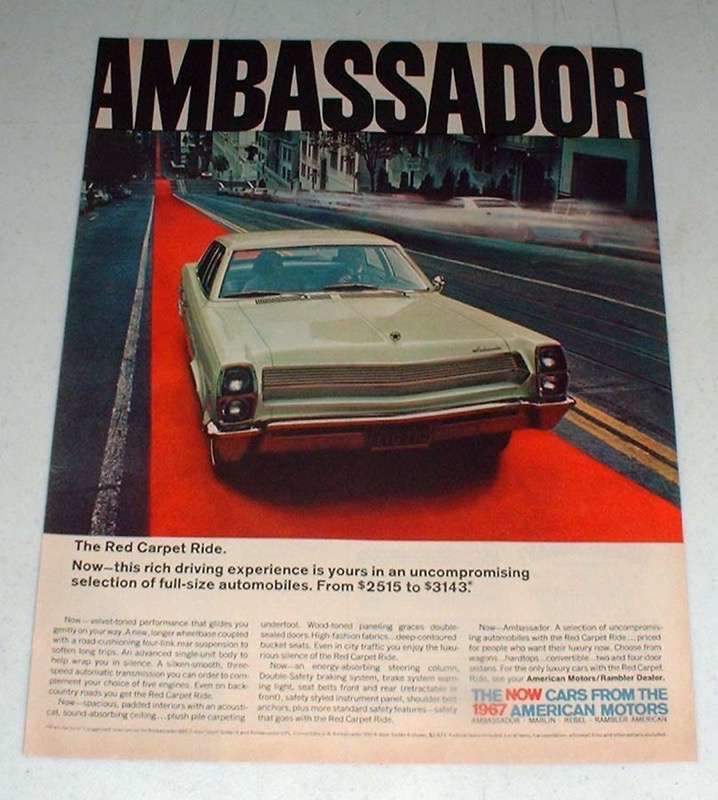 AMBASSADOR
The Red Carpet Ride.
Now—this rich driving experience is yours in an uncompromising
selection of full-size automobiles. From $2515 to $3143.*
Now—velvet-toned performance that glides you
gently on your way. A new, longer wheelbase coupled
with a road-cushioning four-link rear suspension to
soften long trips. An advanced single-unit body to
help wrap you in silence. A silken-smooth, three-
speed automatic transmission you can order to com-
plement your choice of five engines. Even on back-
country roads you get the Red Carpet Ride.
Now—spacious, padded interiors with an acousti-
cal, sound-absorbing ceiling...plush pile carpeting
underfoot. Wood-toned paneling graces double-
sealed doors. High-fashion fabrics...deep-contoured
bucket seats. Even in city traffic you enjoy the luxu-
rious silence of the Red Carpet Ride.
Now—an energy-absorbing steering column,
Double-Safety braking system, brake system warn-
ing light, seat belts front and rear (retractable in
front), safety styled instrument panel, shoulder belt
anchors, plus more standard safety features—safety
that goes with the Red Carpet Ride.
Now—Ambassador. A selection of uncompromis-
ing automobiles with the Red Carpet Ride...priced
for people who want their luxury now. Choose from
wagons...hardtops...convertible...two and four door
sedans. For the only luxury cars with the Red Carpet
Ride, see your American Motors/Rambler Dealer.
THE NOW CARS FROM THE
1967 AMERICAN MOTORS
AMBASSADOR · MARLIN · REBEL · RAMBLER AMERICAN